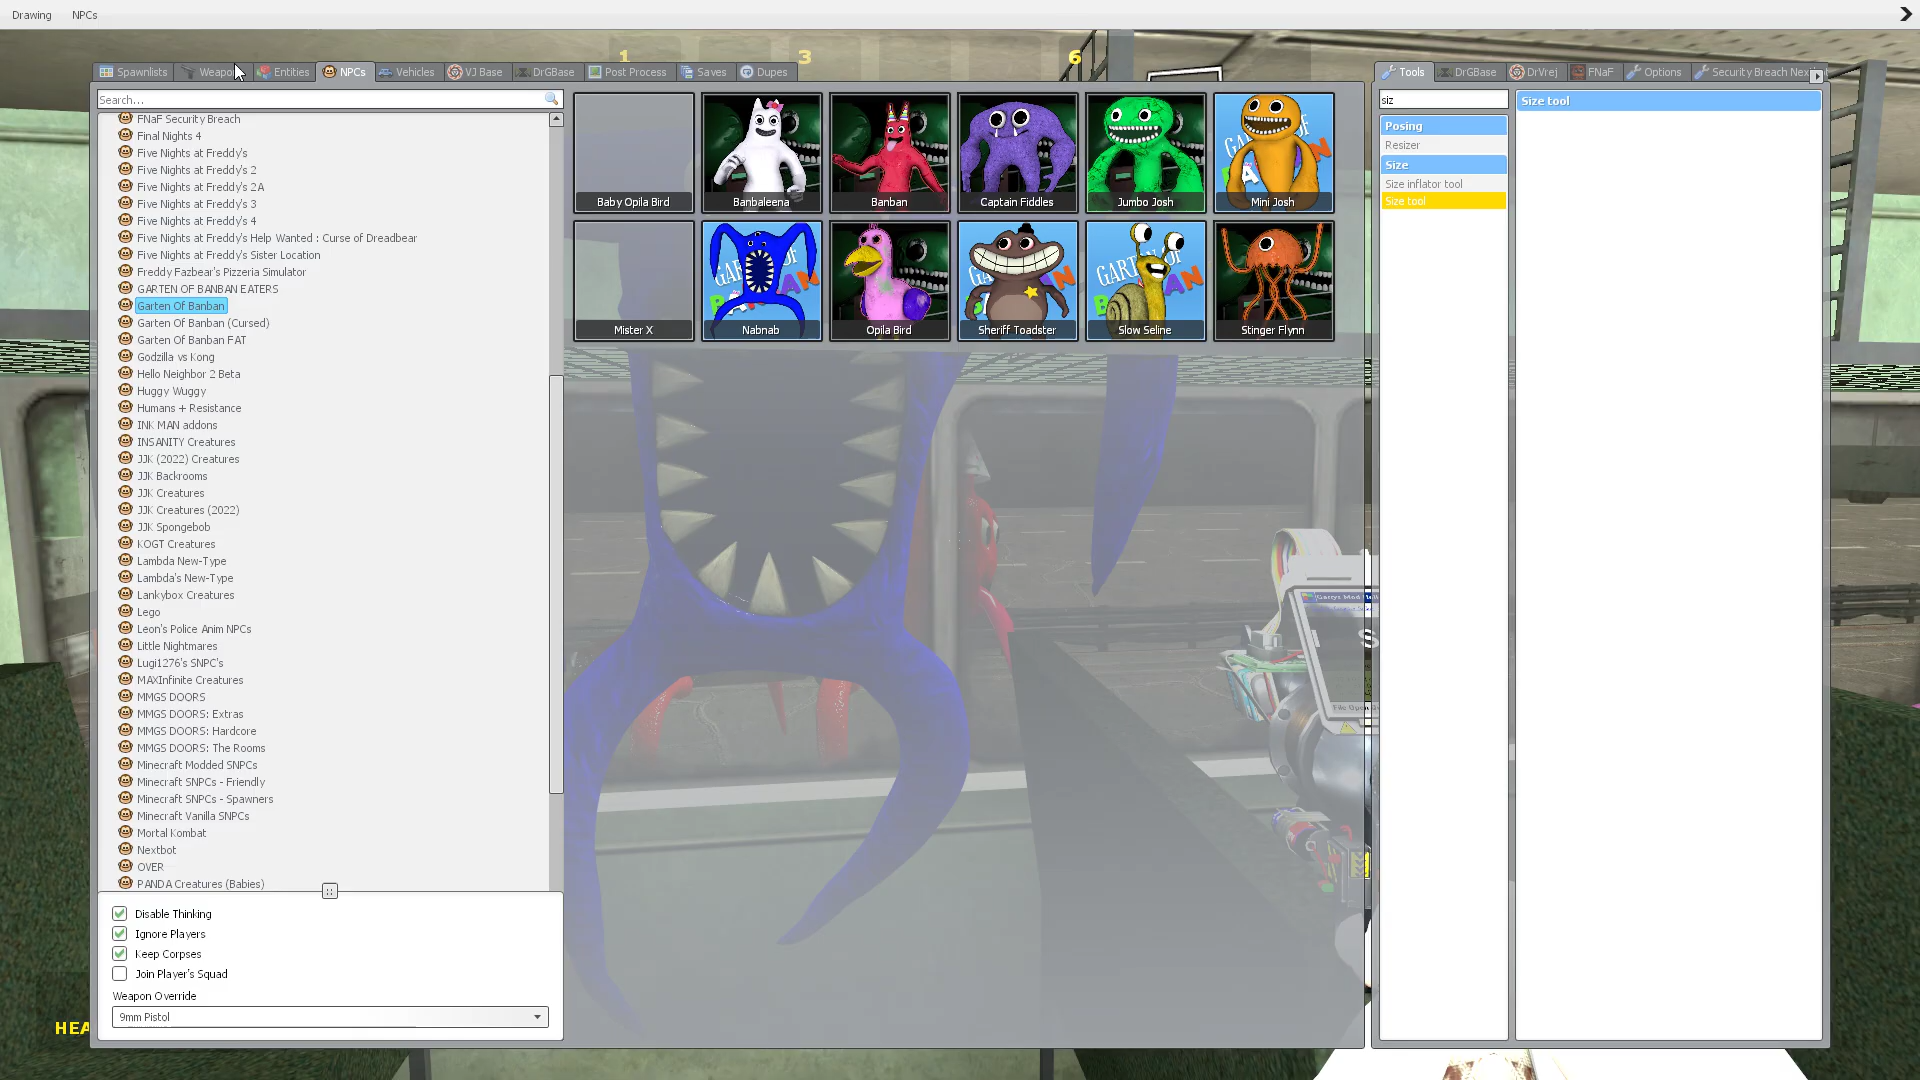 Drawing NPCs
1 3 6
Spawnlists Weapon Entities NPCs Vehicles VJ Base DrGBase Post Process Saves Dupes
Tools DrGBase DrVrej FNaF Options Security Breach Nex
Search...
FNaF Security Breach
Final Nights 4
Five Nights at Freddy's
Five Nights at Freddy's 2
Five Nights at Freddy's 2A
Five Nights at Freddy's 3
Five Nights at Freddy's 4
Five Nights at Freddy's Help Wanted : Curse of Dreadbear
Five Nights at Freddy's Sister Location
Freddy Fazbear's Pizzeria Simulator
GARTEN OF BANBAN EATERS
Garten Of Banban
Garten Of Banban (Cursed)
Garten Of Banban FAT
Godzilla vs Kong
Hello Neighbor 2 Beta
Huggy Wuggy
Humans + Resistance
INK MAN addons
INSANITY Creatures
JJK (2022) Creatures
JJK Backrooms
JJK Creatures
JJK Creatures (2022)
JJK Spongebob
KOGT Creatures
Lambda New-Type
Lambda's New-Type
Lankybox Creatures
Lego
Leon's Police Anim NPCs
Little Nightmares
Lugi1276's SNPC's
MAXInfinite Creatures
MMGS DOORS
MMGS DOORS: Extras
MMGS DOORS: Hardcore
MMGS DOORS: The Rooms
Minecraft Modded SNPCs
Minecraft SNPCs - Friendly
Minecraft SNPCs - Spawners
Minecraft Vanilla SNPCs
Mortal Kombat
Nextbot
OVER
PANDA Creatures (Babies)
Disable Thinking
Ignore Players
Keep Corpses
Join Player's Squad
Weapon Override
9mm Pistol
HEA
Baby Opila Bird Banbaleena Banban Captain Fiddles Jumbo Josh Mini Josh
Mister X Nabnab Opila Bird Sheriff Toadster Slow Seline Stinger Flynn
siz
Posing
Resizer
Size
Size inflator tool
Size tool
Size tool